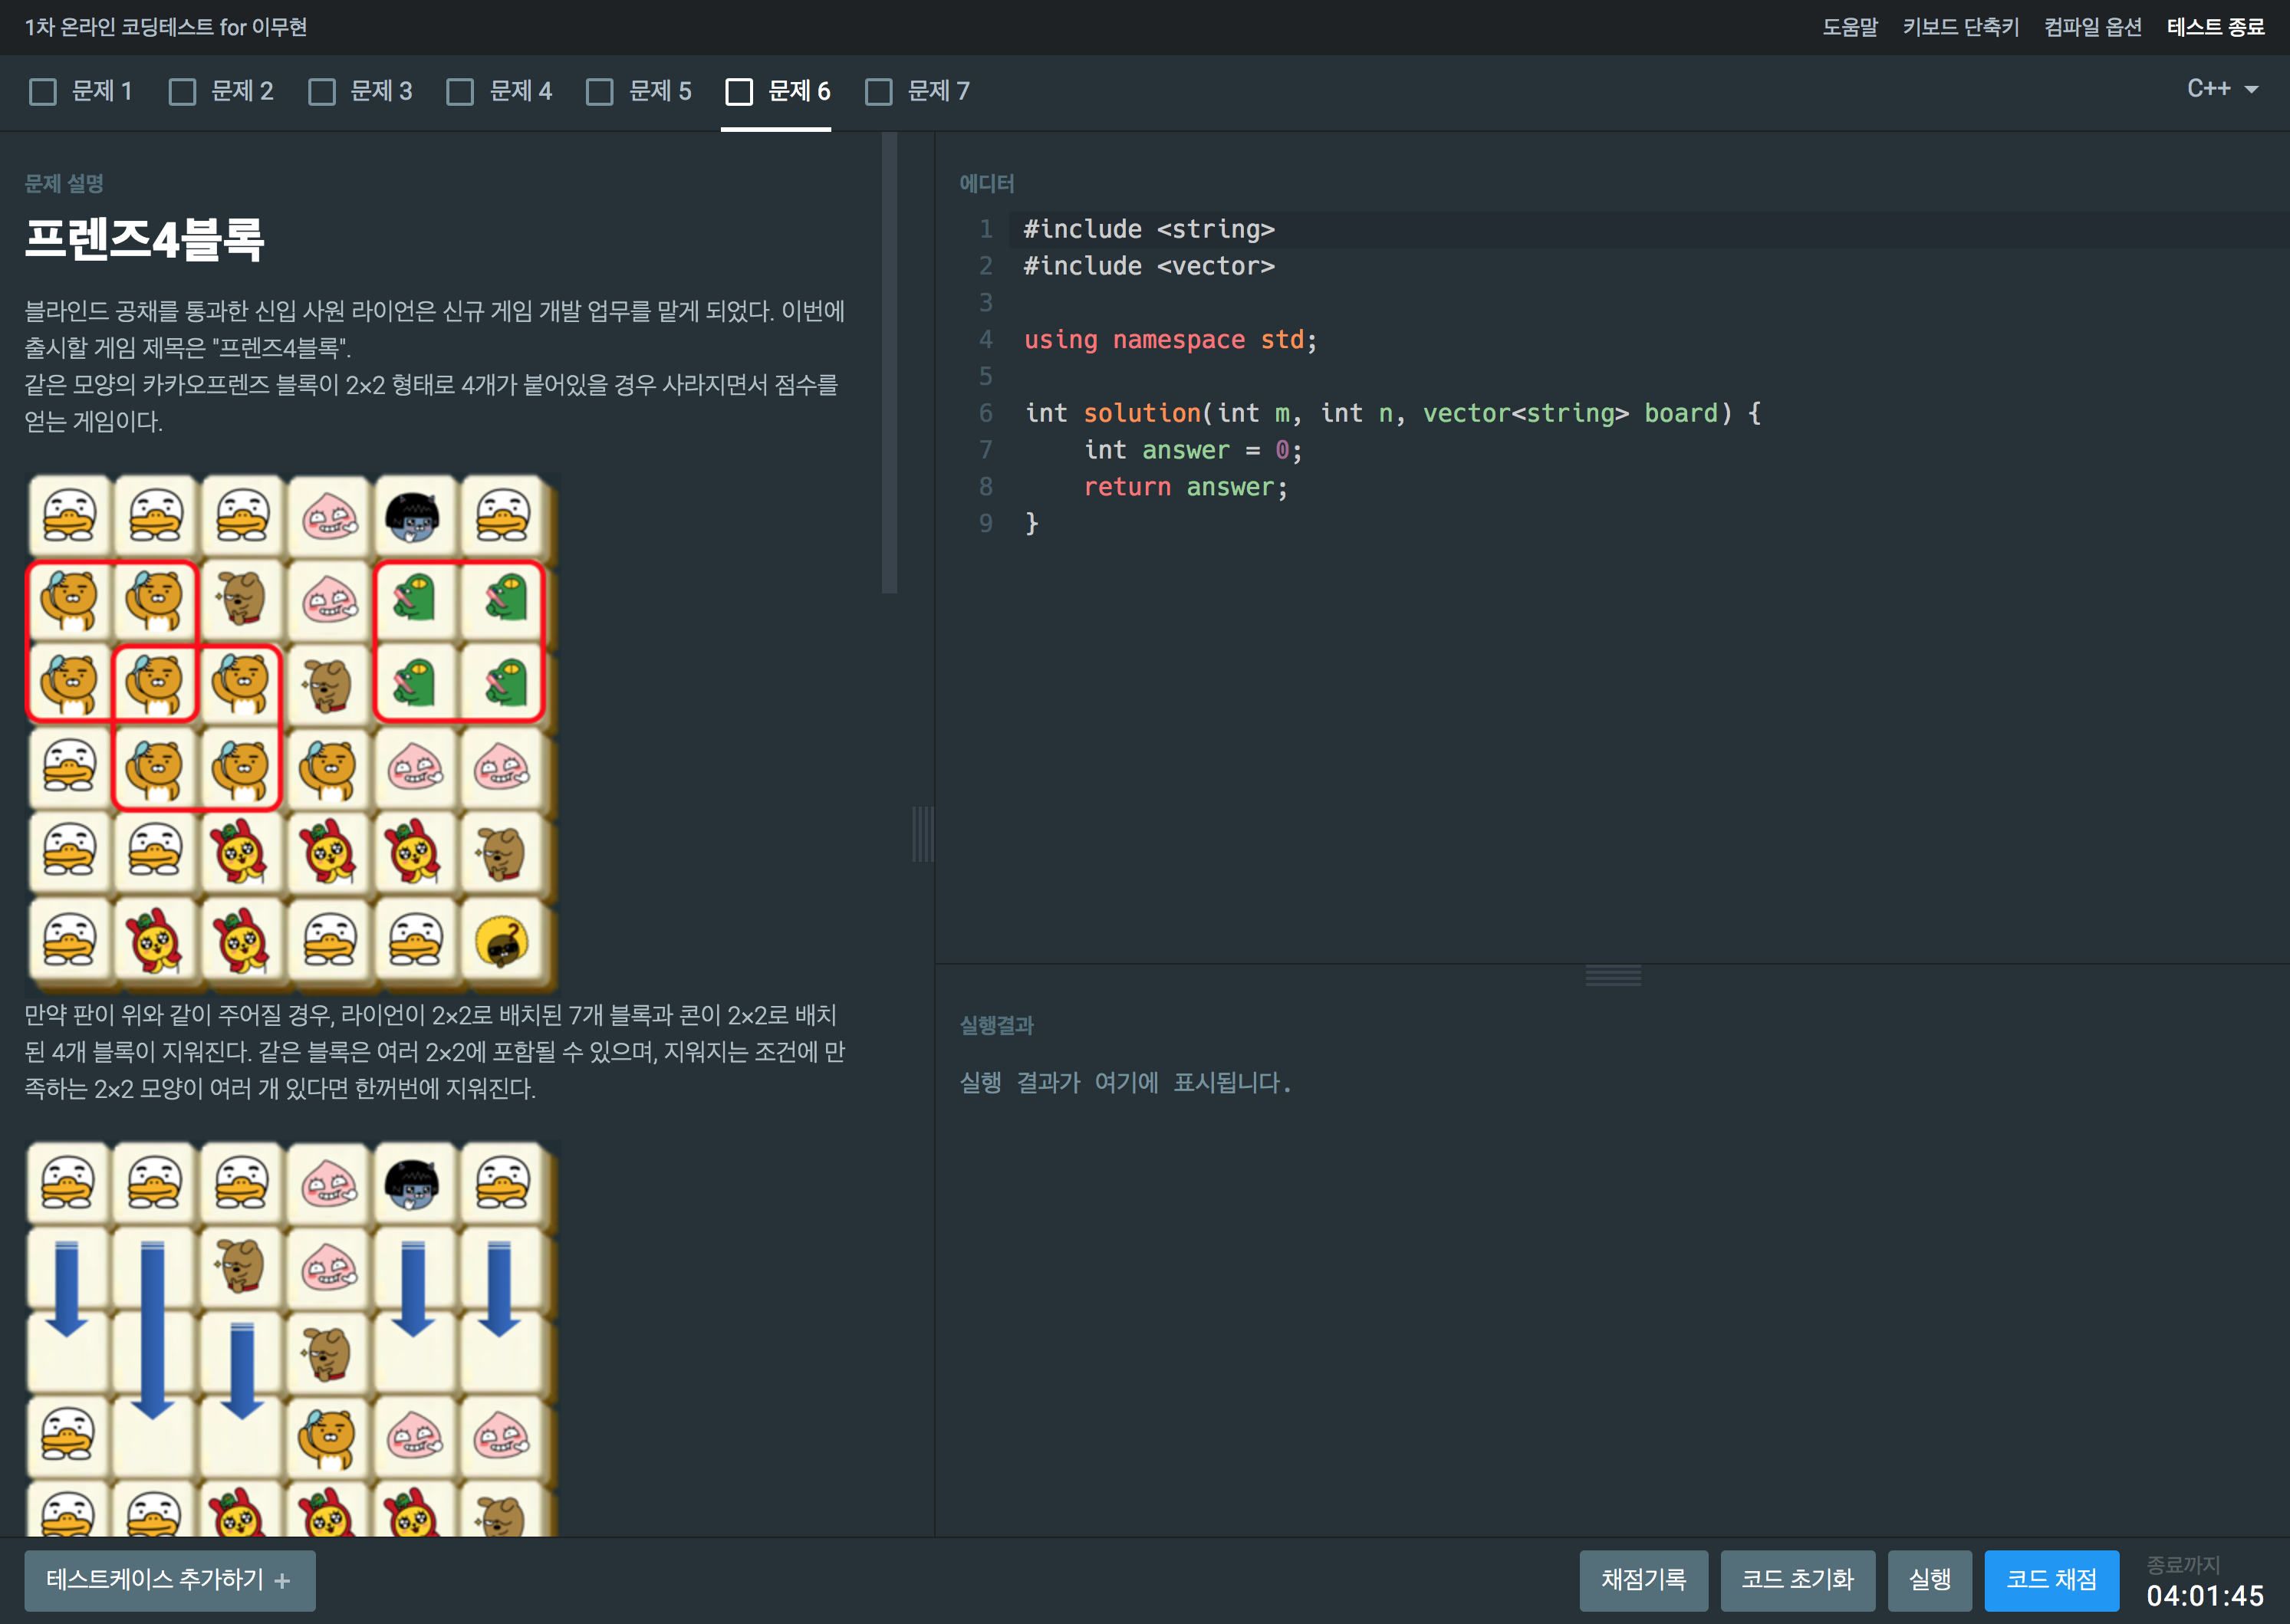 1차 온라인 코딩테스트 for 이무현
도움말 키보드 단축키 컴파일 옵션 테스트 종료
문제 1 문제 2 문제 3 문제 4 문제 5 문제 6 문제 7
C++
문제 설명
프렌즈4블록
블라인드 공채를 통과한 신입 사원 라이언은 신규 게임 개발 업무를 맡게 되었다. 이번에
출시할 게임 제목은 "프렌즈4블록".
같은 모양의 카카오프렌즈 블록이 2×2 형태로 4개가 붙어있을 경우 사라지면서 점수를
얻는 게임이다.
만약 판이 위와 같이 주어질 경우, 라이언이 2×2로 배치된 7개 블록과 콘이 2×2로 배치
된 4개 블록이 지워진다. 같은 블록은 여러 2×2에 포함될 수 있으며, 지워지는 조건에 만
족하는 2×2 모양이 여러 개 있다면 한꺼번에 지워진다.
에디터
1 #include <string>
2 #include <vector>
3
4 using namespace std;
5
6 int solution(int m, int n, vector<string> board) {
7 int answer = 0;
8 return answer;
9 }
실행결과
실행 결과가 여기에 표시됩니다.
테스트케이스 추가하기 +
채점기록 코드 초기화 실행 코드 채점
종료까지
04:01:45